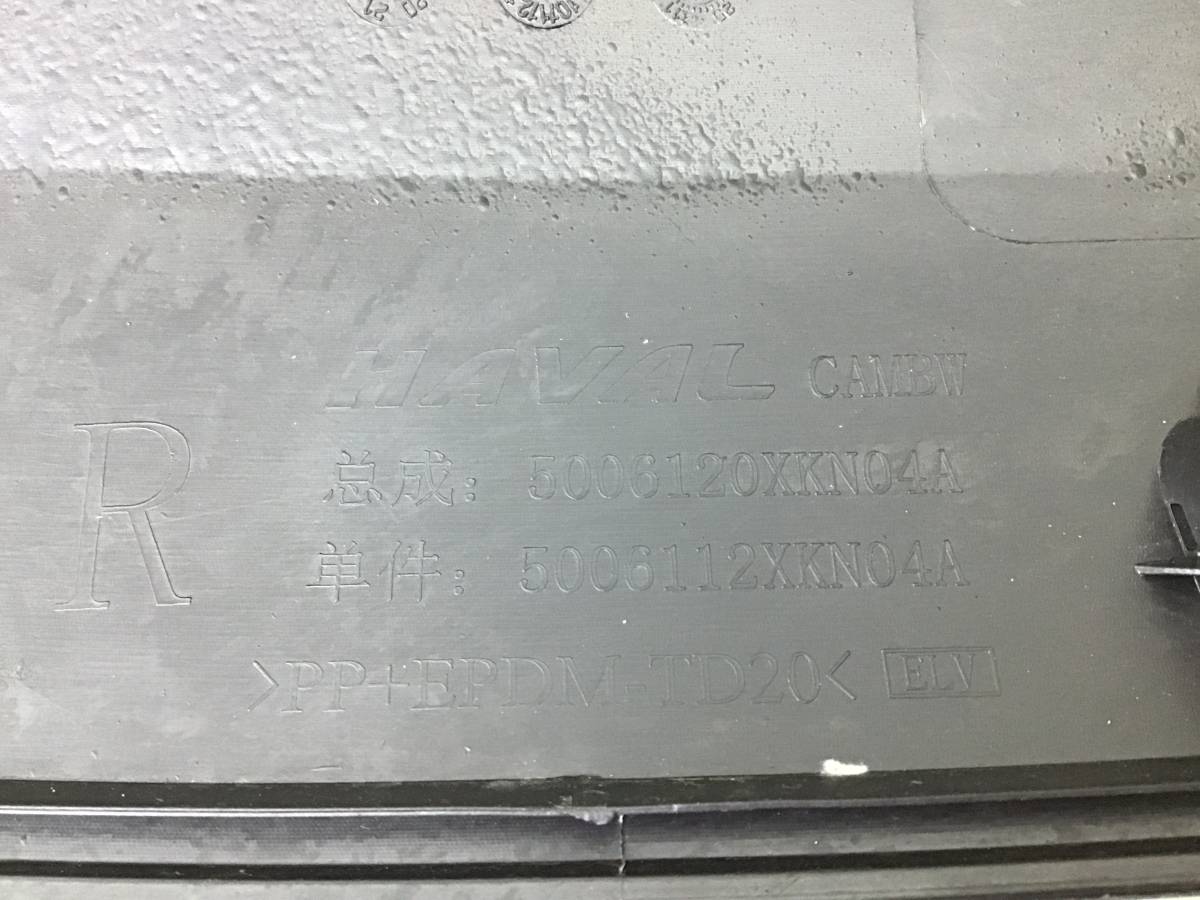 HAVAL CAMBW
R
总成: 5006120XKN04A
单件: 5006112XKN04A
>PP+EPDM-TD20< ELV